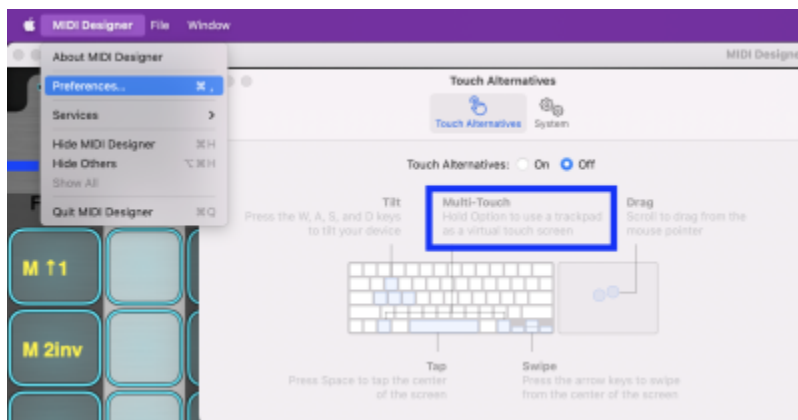 MIDI Designer File Window
MIDI Designe
About MIDI Designer
Preferences... ⌘ ,
Services >
Hide MIDI Designer ⌘H
Hide Others ⌥⌘H
Show All
Quit MIDI Designer ⌘Q
Touch Alternatives
Touch Alternatives System
Touch Alternatives: On Off
Tilt
Press the W, A, S, and D keys
to tilt your device
Multi-Touch
Hold Option to use a trackpad
as a virtual touch screen
Drag
Scroll to drag from the
mouse pointer
Tap
Press Space to tap the center
of the screen
Swipe
Press the arrow keys to swipe
from the center of the screen
F
M ↑1
M 2inv